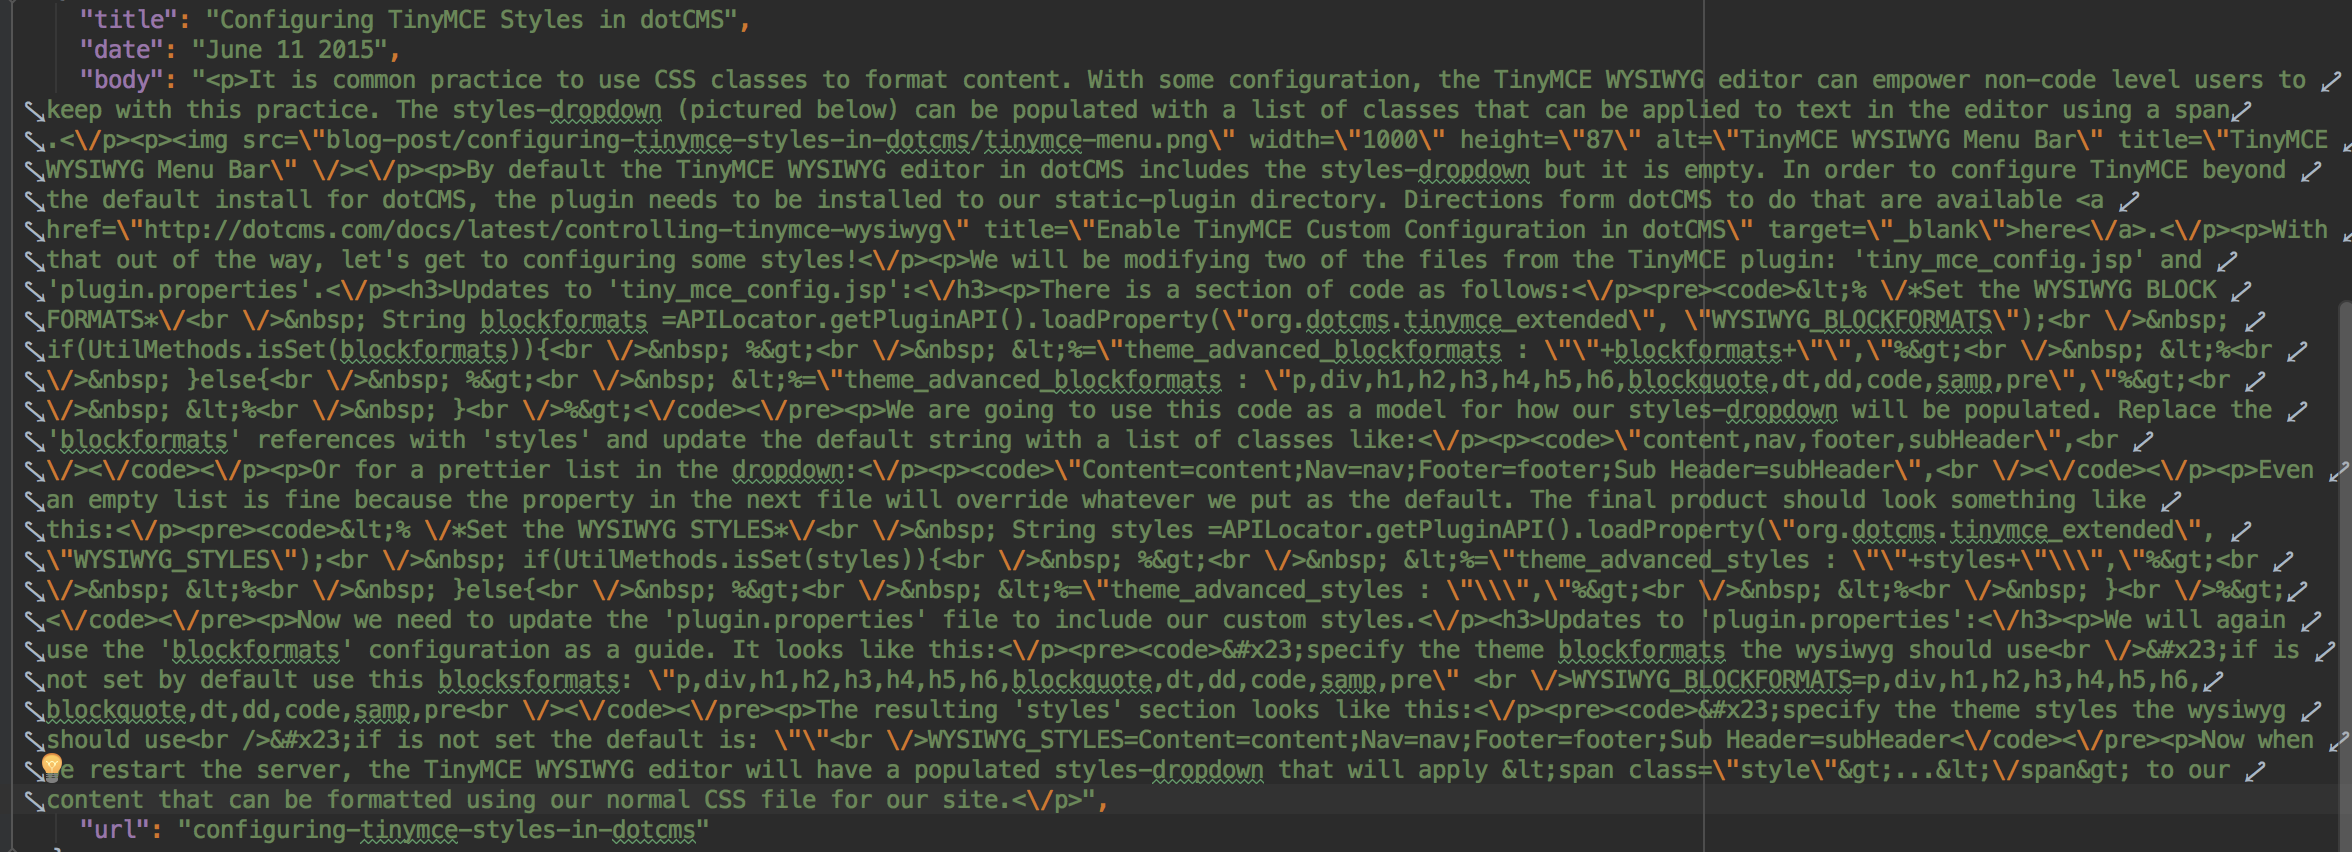 "title": "Configuring TinyMCE Styles in dotCMS",
"date": "June 11 2015",
"body": "<p>It is common practice to use CSS classes to format content. With some configuration, the TinyMCE WYSIWYG editor can empower non-code level users to
keep with this practice. The styles-dropdown (pictured below) can be populated with a list of classes that can be applied to text in the editor using a span
.<\/p><p><img src=\"blog-post/configuring-tinymce-styles-in-dotcms/tinymce-menu.png\" width=\"1000\" height=\"87\" alt=\"TinyMCE WYSIWYG Menu Bar\" title=\"TinyMCE
WYSIWYG Menu Bar\" \/><\/p><p>By default the TinyMCE WYSIWYG editor in dotCMS includes the styles-dropdown but it is empty. In order to configure TinyMCE beyond
the default install for dotCMS, the plugin needs to be installed to our static-plugin directory. Directions form dotCMS to do that are available <a
href=\"http://dotcms.com/docs/latest/controlling-tinymce-wysiwyg\" title=\"Enable TinyMCE Custom Configuration in dotCMS\" target=\"_blank\">here<\/a>.<\/p><p>With
that out of the way, let's get to configuring some styles!<\/p><p>We will be modifying two of the files from the TinyMCE plugin: 'tiny_mce_config.jsp' and
'plugin.properties'.<\/p><h3>Updates to 'tiny_mce_config.jsp':<\/h3><p>There is a section of code as follows:<\/p><pre><code>&lt;% \/*Set the WYSIWYG BLOCK
FORMATS*\/<br \/>&nbsp; String blockformats =APILocator.getPluginAPI().loadProperty(\"org.dotcms.tinymce_extended\", \"WYSIWYG_BLOCKFORMATS\");<br \/>&nbsp;
if(UtilMethods.isSet(blockformats)){<br \/>&nbsp; %&gt;<br \/>&nbsp; &lt;%=\"theme_advanced_blockformats : \"\"+blockformats+\"\",\"%&gt;<br \/>&nbsp; &lt;%<br
\/>&nbsp; }else{<br \/>&nbsp; %&gt;<br \/>&nbsp; &lt;%=\"theme_advanced_blockformats : \"p,div,h1,h2,h3,h4,h5,h6,blockquote,dt,dd,code,samp,pre\",\"%&gt;<br
\/>&nbsp; &lt;%<br \/>&nbsp; }<br \/>%&gt;<\/code><\/pre><p>We are going to use this code as a model for how our styles-dropdown will be populated. Replace the
'blockformats' references with 'styles' and update the default string with a list of classes like:<\/p><p><code>\"content,nav,footer,subHeader\",<br
\/><\/code><\/p><p>Or for a prettier list in the dropdown:<\/p><p><code>\"Content=content;Nav=nav;Footer=footer;Sub Header=subHeader\",<br \/><\/code><\/p><p>Even
an empty list is fine because the property in the next file will override whatever we put as the default. The final product should look something like
this:<\/p><pre><code>&lt;% \/*Set the WYSIWYG STYLES*\/<br \/>&nbsp; String styles =APILocator.getPluginAPI().loadProperty(\"org.dotcms.tinymce_extended\",
\"WYSIWYG_STYLES\");<br \/>&nbsp; if(UtilMethods.isSet(styles)){<br \/>&nbsp; %&gt;<br \/>&nbsp; &lt;%=\"theme_advanced_styles : \"\"+styles+\"\\\",\"%&gt;<br
\/>&nbsp; &lt;%<br \/>&nbsp; }else{<br \/>&nbsp; %&gt;<br \/>&nbsp; &lt;%=\"theme_advanced_styles : \"\\\",\"%&gt;<br \/>&nbsp; &lt;%<br \/>&nbsp; }<br \/>%&gt;
<\/code><\/pre><p>Now we need to update the 'plugin.properties' file to include our custom styles.<\/p><h3>Updates to 'plugin.properties':<\/h3><p>We will again
use the 'blockformats' configuration as a guide. It looks like this:<\/p><pre><code>&#x23;specify the theme blockformats the wysiwyg should use<br \/>&#x23;if is
not set by default use this blocksformats: \"p,div,h1,h2,h3,h4,h5,h6,blockquote,dt,dd,code,samp,pre\" <br \/>WYSIWYG_BLOCKFORMATS=p,div,h1,h2,h3,h4,h5,h6,
blockquote,dt,dd,code,samp,pre<br \/><\/code><\/pre><p>The resulting 'styles' section looks like this:<\/p><pre><code>&#x23;specify the theme styles the wysiwyg
should use<br />&#x23;if is not set the default is: \"\"<br \/>WYSIWYG_STYLES=Content=content;Nav=nav;Footer=footer;Sub Header=subHeader<\/code><\/pre><p>Now when
e restart the server, the TinyMCE WYSIWYG editor will have a populated styles-dropdown that will apply &lt;span class=\"style\"&gt;...&lt;\/span&gt; to our
content that can be formatted using our normal CSS file for our site.<\/p>",
"url": "configuring-tinymce-styles-in-dotcms"